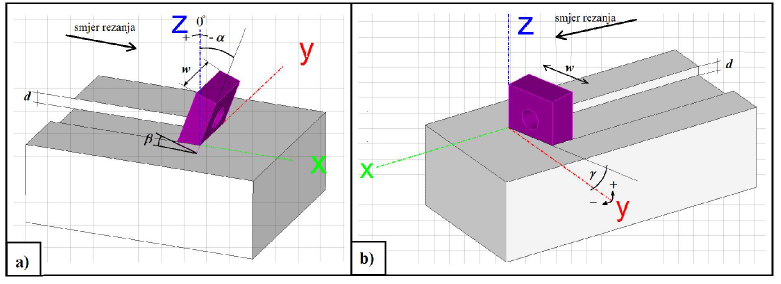 smjer rezanja
Z 0°
+ - α
w
y
d
β
x
a)
smjer rezanja
Z
w
d
x
γ
+
−
y
b)